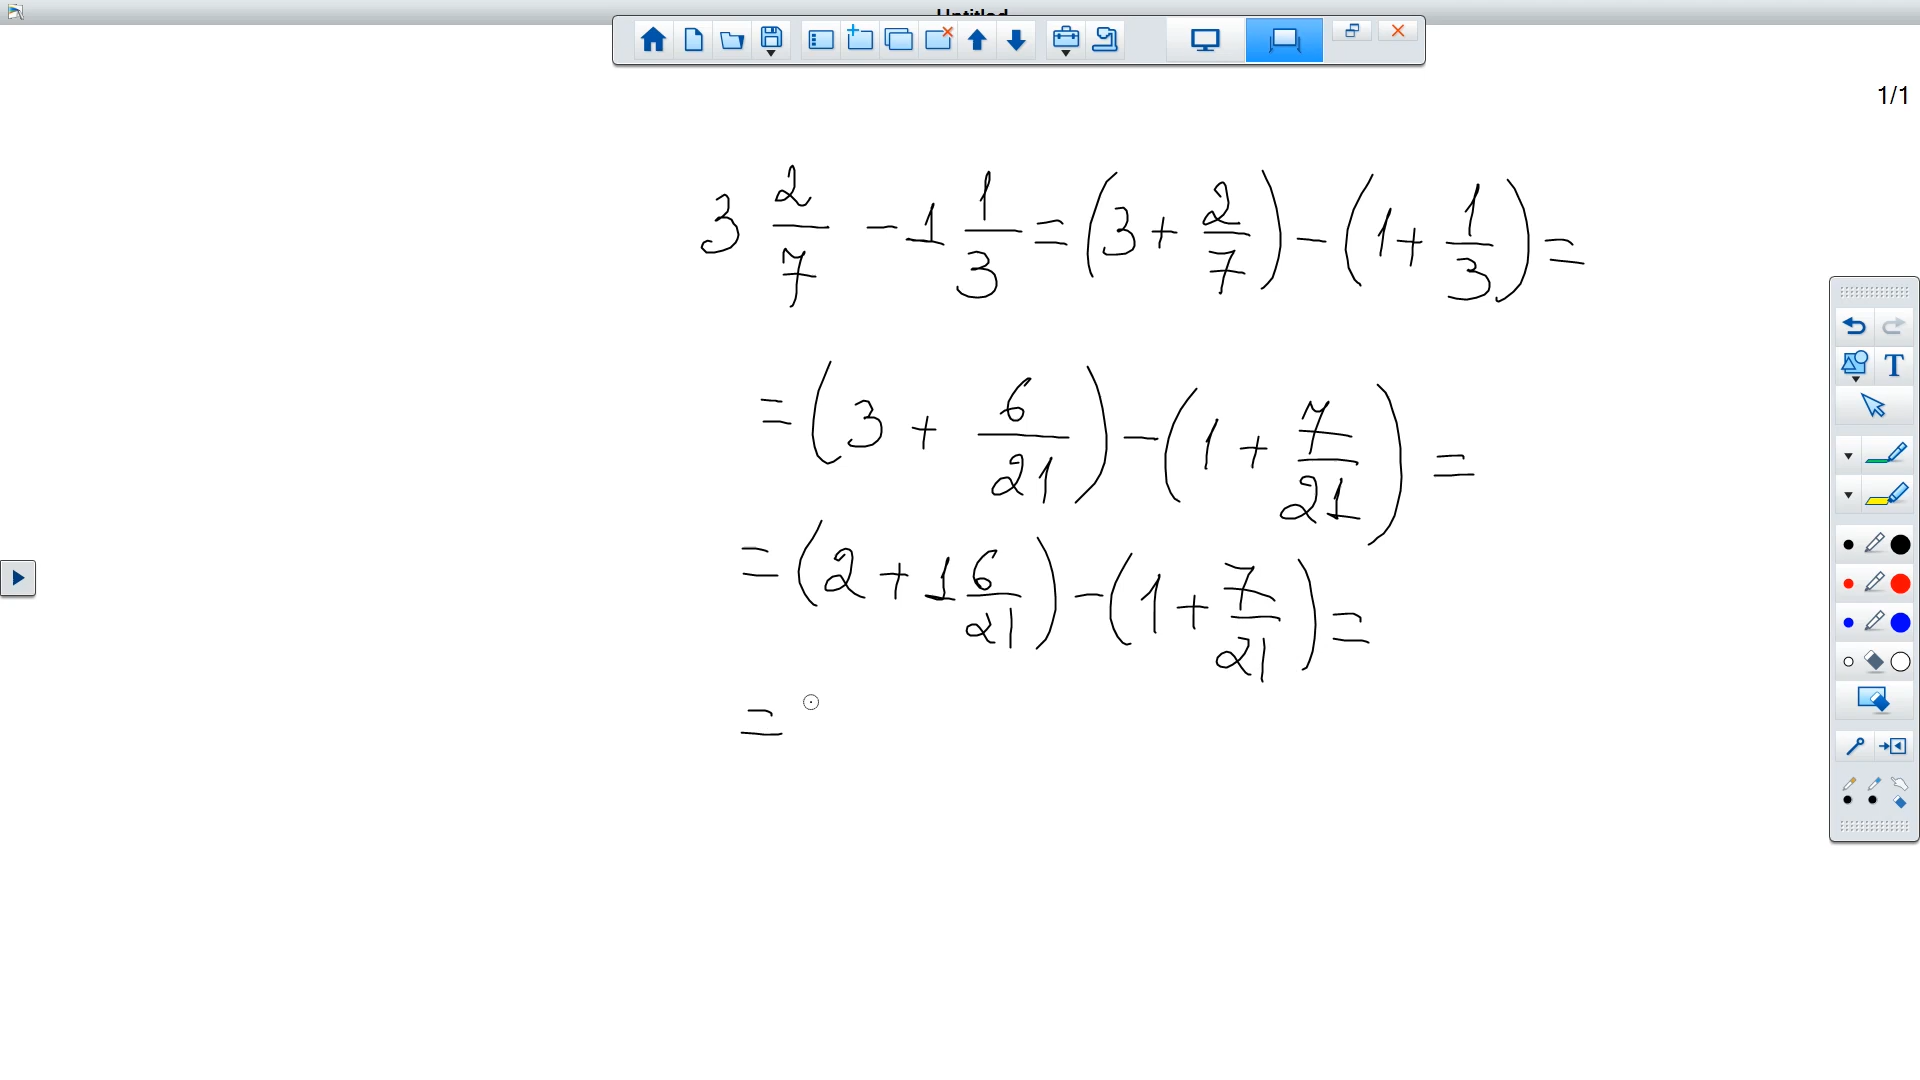 1/1
3 2/7 - 1 1/3 = (3 + 2/7) - (1 + 1/3) =
= (3 + 6/21) - (1 + 7/21) =
= (2 + 1 6/21) - (1 + 7/21) =
=